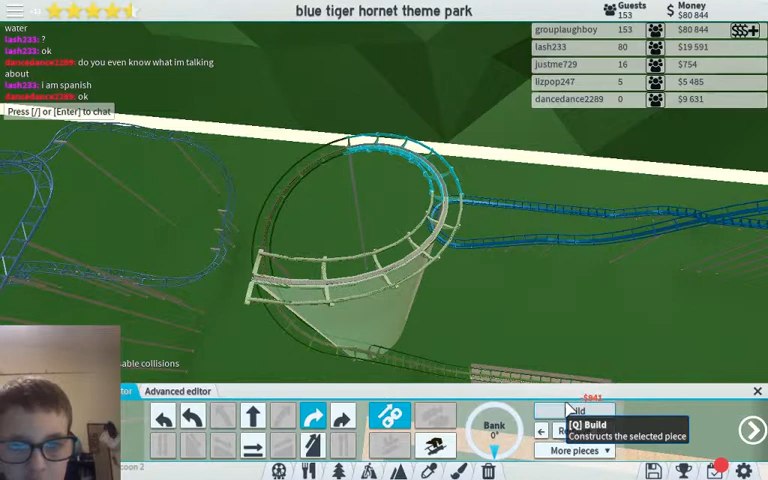 blue tiger hornet theme park
Guests
153
Money
$80 844
water
lash233: ?
lash233: ok
dancedance2289: do you even know what im talking
about
lash233: i am spanish
dancedance2289: ok
Press [/] or [Enter] to chat
grouplaughboy 153 $80 844
lash233 80 $19 591
justme729 16 $754
lizpop247 5 $5 485
dancedance2289 0 $9 631
sable collisions
Advanced editor
-$941
Bank
0°
[Q] Build
Constructs the selected piece
More pieces